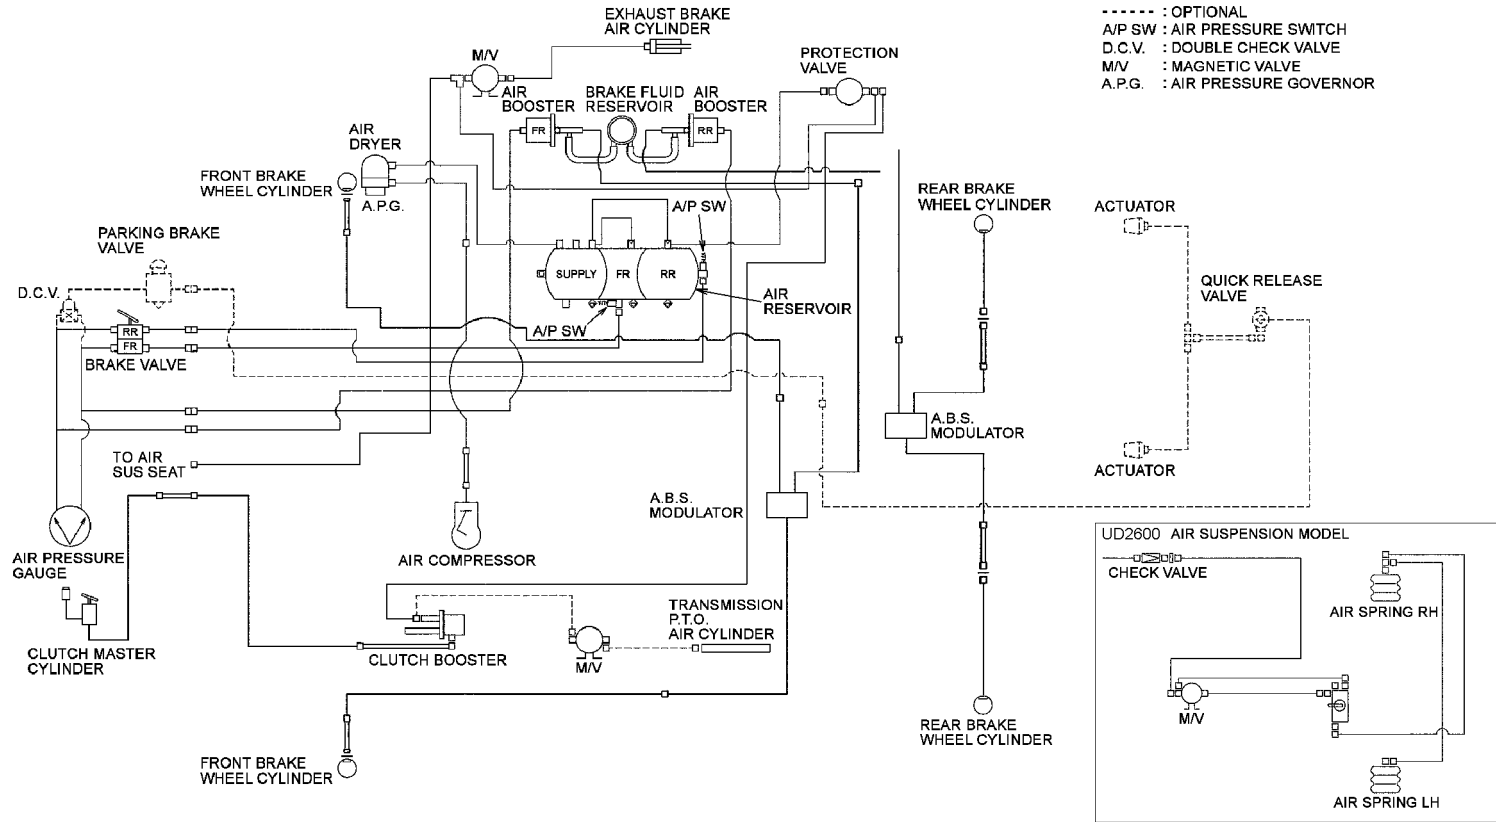 ------ : OPTIONAL
A/P SW : AIR PRESSURE SWITCH
D.C.V. : DOUBLE CHECK VALVE
M/V : MAGNETIC VALVE
A.P.G. : AIR PRESSURE GOVERNOR
EXHAUST BRAKE
AIR CYLINDER
M/V
PROTECTION
VALVE
AIR
BOOSTER
BRAKE FLUID
RESERVOIR
AIR
BOOSTER
FR
RR
AIR
DRYER
A.P.G.
FRONT BRAKE
WHEEL CYLINDER
A/P SW
REAR BRAKE
WHEEL CYLINDER
ACTUATOR
PARKING BRAKE
VALVE
D.C.V.
SUPPLY
FR
RR
AIR
RESERVOIR
A/P SW
QUICK RELEASE
VALVE
RR
FR
BRAKE VALVE
A.B.S.
MODULATOR
TO AIR
SUS SEAT
ACTUATOR
A.B.S.
MODULATOR
AIR PRESSURE
GAUGE
AIR COMPRESSOR
UD2600 AIR SUSPENSION MODEL
CHECK VALVE
AIR SPRING RH
M/V
AIR SPRING LH
CLUTCH MASTER
CYLINDER
CLUTCH BOOSTER
M/V
TRANSMISSION
P.T.O.
AIR CYLINDER
REAR BRAKE
WHEEL CYLINDER
FRONT BRAKE
WHEEL CYLINDER